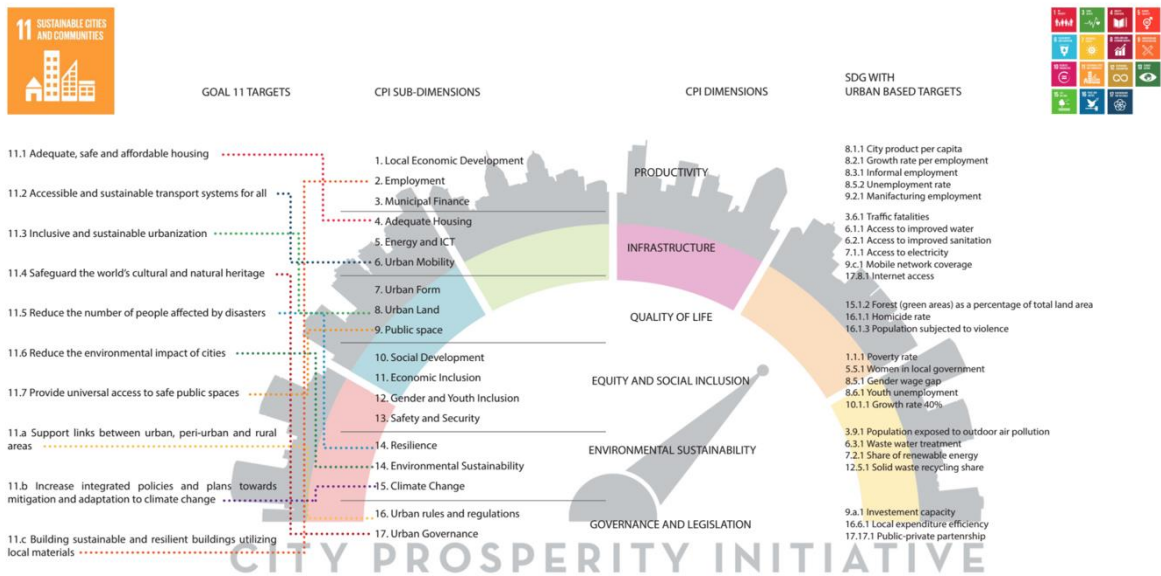 11 SUSTAINABLE CITIES
AND COMMUNITIES
GOAL 11 TARGETS
CPI SUB-DIMENSIONS
CPI DIMENSIONS
SDG WITH
URBAN BASED TARGETS
11.1 Adequate, safe and affordable housing
11.2 Accessible and sustainable transport systems for all
11.3 Inclusive and sustainable urbanization
11.4 Safeguard the world's cultural and natural heritage
11.5 Reduce the number of people affected by disasters
11.6 Reduce the environmental impact of cities
11.7 Provide universal access to safe public spaces
11.a Support links between urban, peri-urban and rural
areas
11.b Increase integrated policies and plans towards
mitigation and adaptation to climate change
11.c Building sustainable and resilient buildings utilizing
local materials
1. Local Economic Development
2. Employment
3. Municipal Finance
4. Adequate Housing
5. Energy and ICT
6. Urban Mobility
7. Urban Form
8. Urban Land
9. Public space
10. Social Development
11. Economic Inclusion
12. Gender and Youth Inclusion
13. Safety and Security
14. Resilience
14. Environmental Sustainability
15. Climate Change
16. Urban rules and regulations
17. Urban Governance
PRODUCTIVITY
INFRASTRUCTURE
QUALITY OF LIFE
EQUITY AND SOCIAL INCLUSION
ENVIRONMENTAL SUSTAINABILITY
GOVERNANCE AND LEGISLATION
8.1.1 City product per capita
8.2.1 Growth rate per employment
8.3.1 Informal employment
8.5.2 Unemployment rate
9.2.1 Manifacturing employment
3.6.1 Traffic fatalities
6.1.1 Access to improved water
6.2.1 Access to improved sanitation
7.1.1 Access to electricity
9.c.1 Mobile network coverage
17.8.1 Internet access
15.1.2 Forest (green areas) as a percentage of total land area
16.1.1 Homicide rate
16.1.3 Population subjected to violence
1.1.1 Poverty rate
5.5.1 Women in local government
8.5.1 Gender wage gap
8.6.1 Youth unemployment
10.1.1 Growth rate 40%
3.9.1 Population exposed to outdoor air pollution
6.3.1 Waste water treatment
7.2.1 Share of renewable energy
12.5.1 Solid waste recycling share
9.a.1 Investement capacity
16.6.1 Local expenditure efficiency
17.17.1 Public-private partenrship
CITY PROSPERITY INITIATIVE